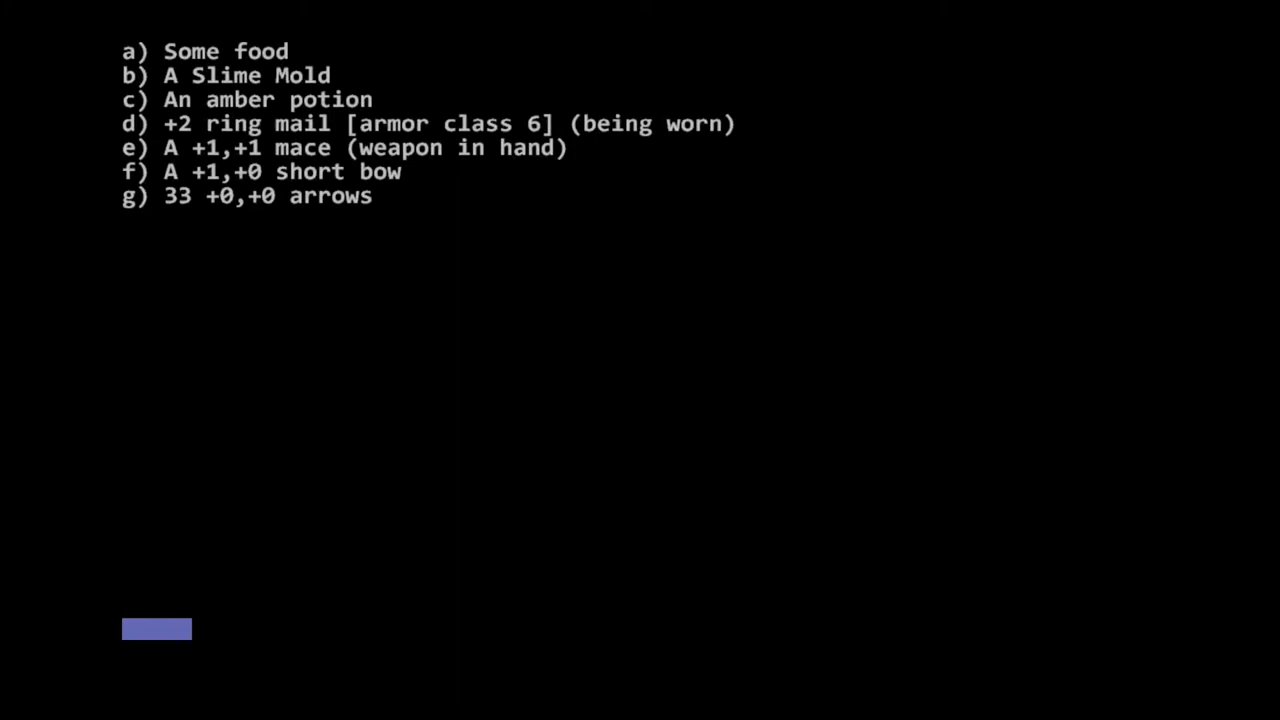 a) Some food
b) A Slime Mold
c) An amber potion
d) +2 ring mail [armor class 6] (being worn)
e) A +1,+1 mace (weapon in hand)
f) A +1,+0 short bow
g) 33 +0,+0 arrows